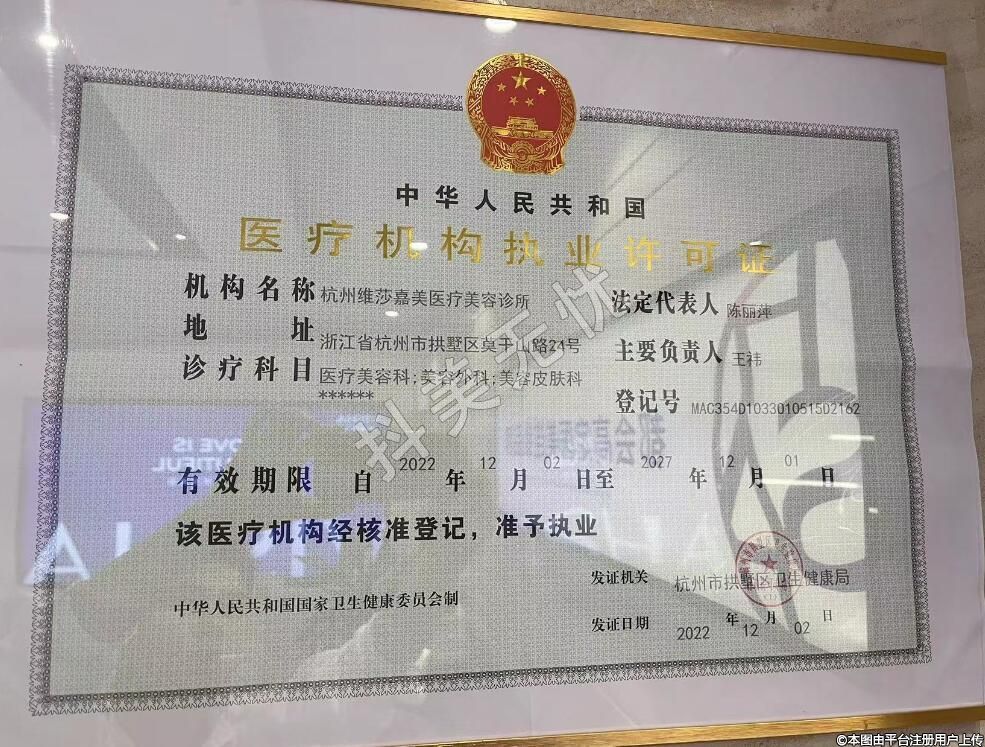 中华人民共和国
医疗机构执业许可证
机构名称 杭州维莎嘉美医疗美容诊所
法定代表人 陈丽萍
地址 浙江省杭州市拱墅区莫干山路21号
主要负责人 王祎
诊疗科目 医疗美容科;美容外科;美容皮肤科
******
登记号 MAC354D1033010515D2162
有效期限 自 2022 年 12 月 02 日至 2027 年 12 月 01 日
该医疗机构经核准登记，准予执业
发证机关 杭州市拱墅区卫生健康局
中华人民共和国国家卫生健康委员会制
发证日期 2022 年 12 月 02 日
抖美无忧
©本图由平台注册用户上传